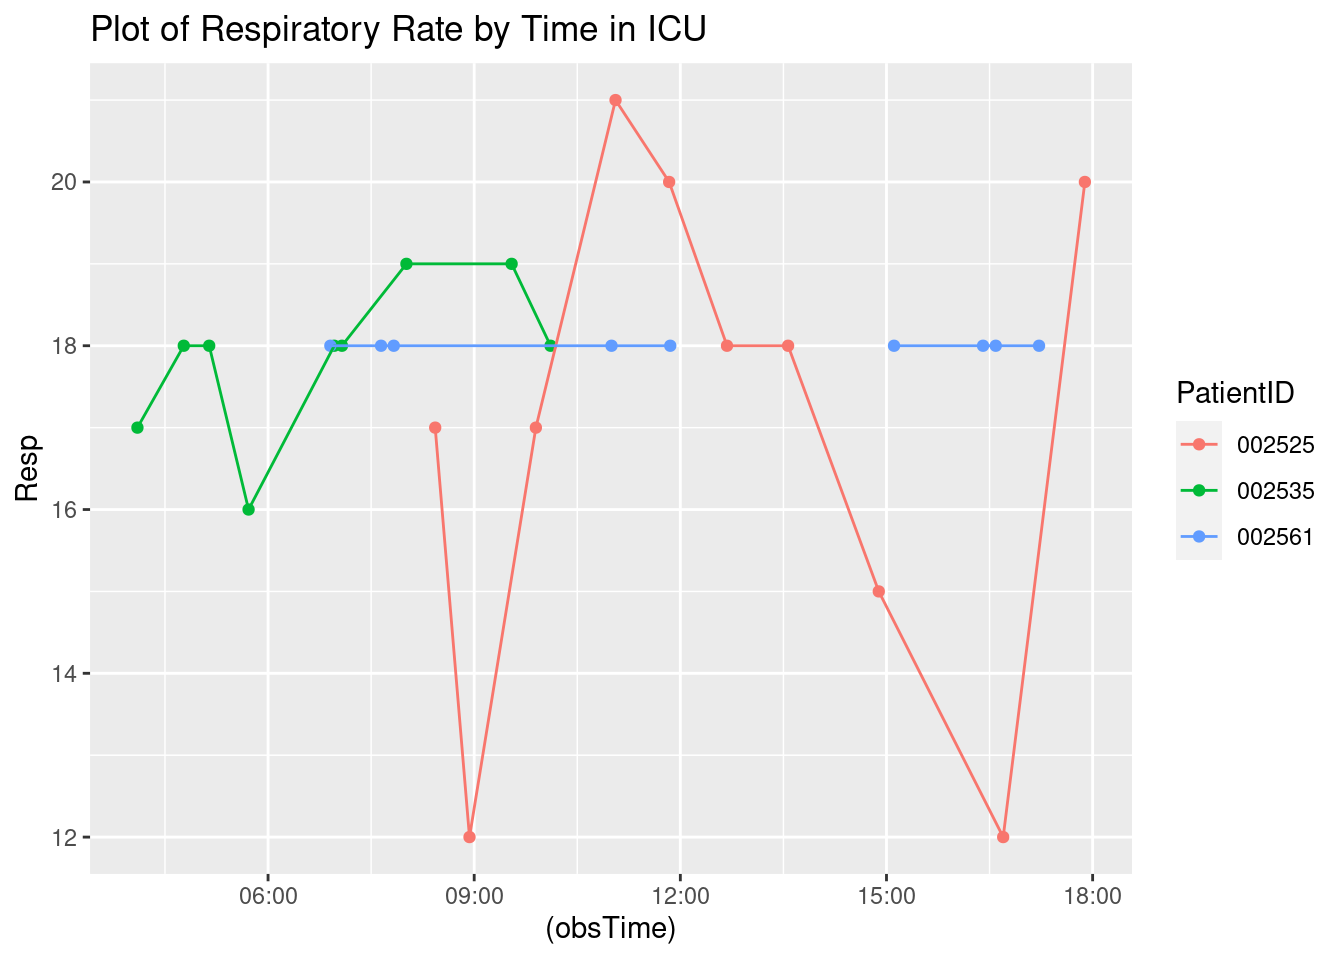 Plot of Respiratory Rate by Time in ICU
Resp
20
18
16
14
12
06:00 09:00 12:00 15:00 18:00
(obsTime)
PatientID
002525
002535
002561